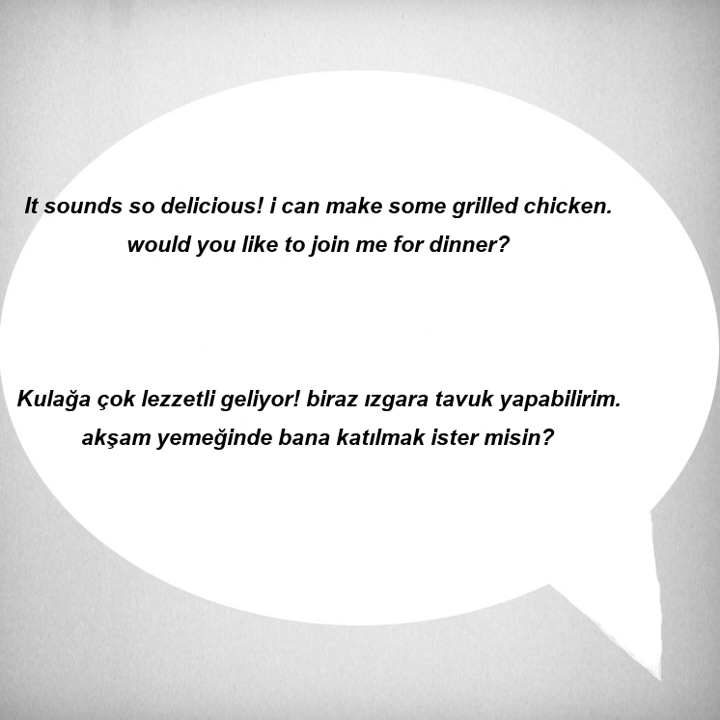 It sounds so delicious! i can make some grilled chicken.
would you like to join me for dinner?
Kulağa çok lezzetli geliyor! biraz ızgara tavuk yapabilirim.
akşam yemeğinde bana katılmak ister misin?